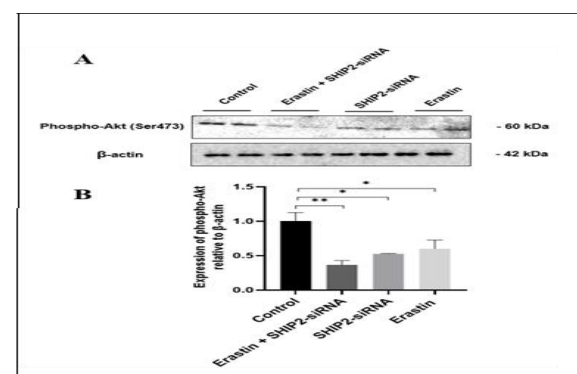 A
Control
Erastin + SHIP2-siRNA
SHIP2-siRNA
Erastin
Phospho-Akt (Ser473)
- 60 kDa
β-actin
- 42 kDa
B
Expression of phospho-Akt
relative to β-actin
1.5
1.0
0.5
0.0
*
*
**
Control
Erastin + SHIP2-siRNA
SHIP2-siRNA
Erastin